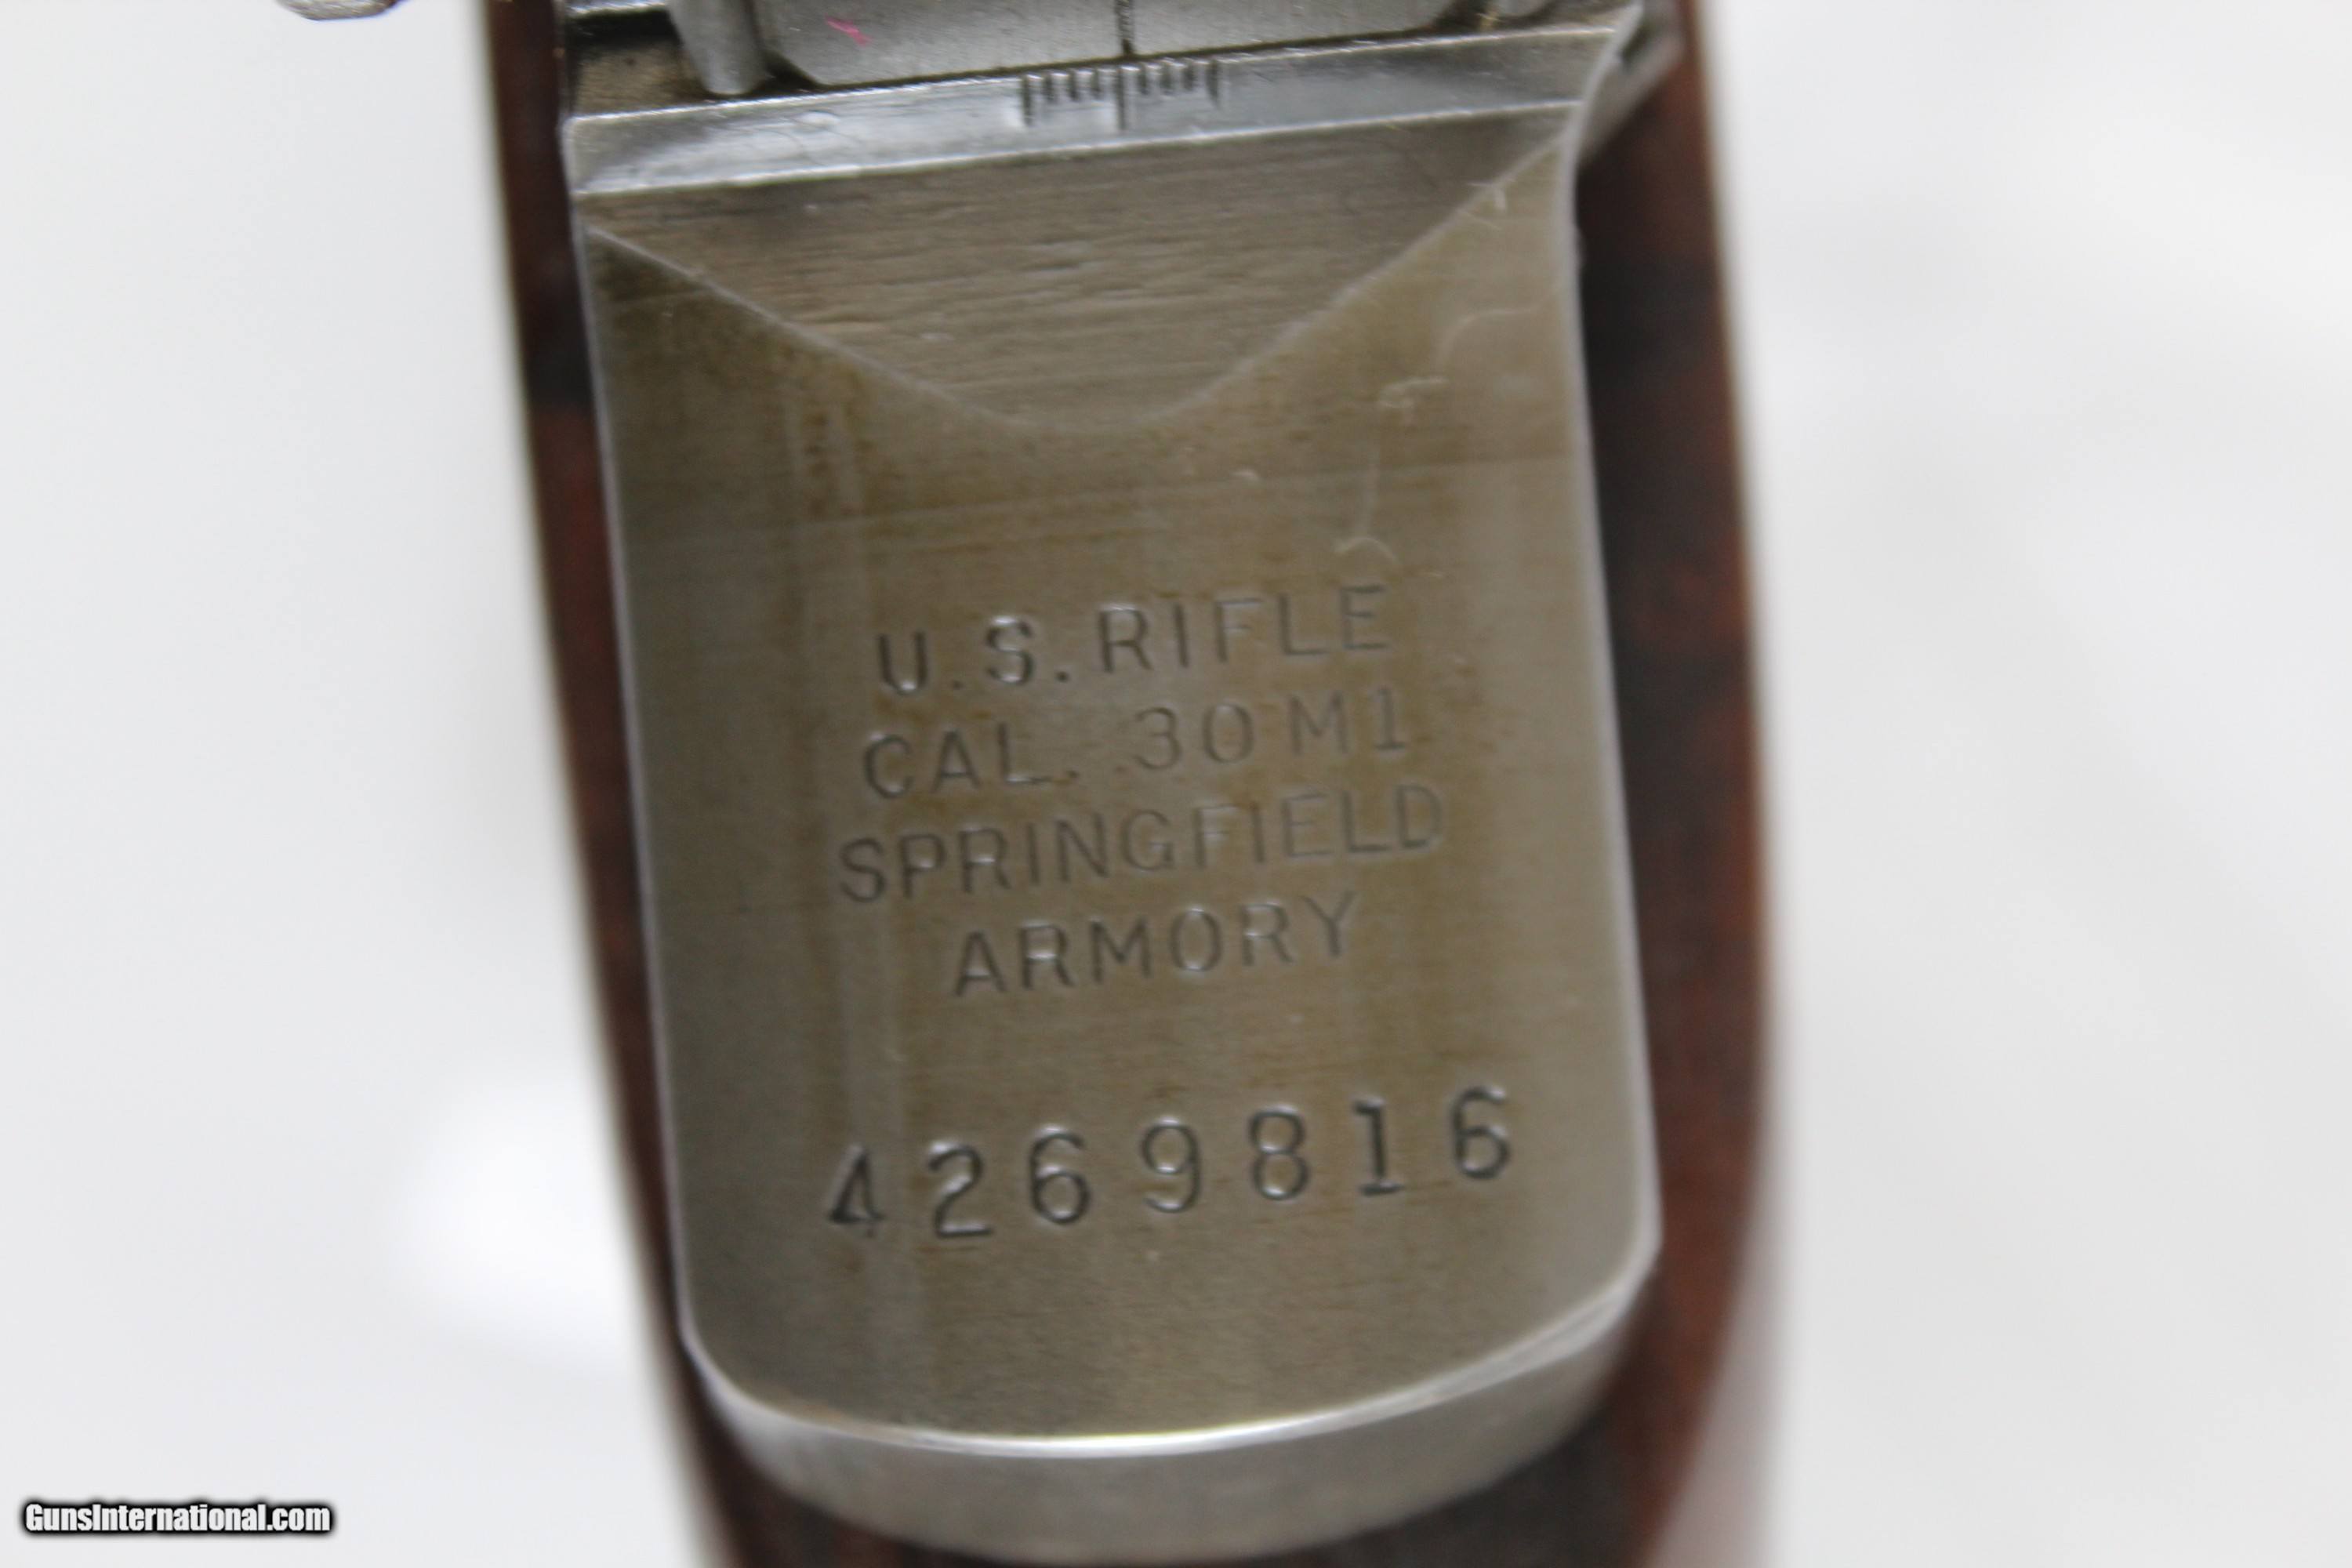 U.S. RIFLE
CAL. .30 M1
SPRINGFIELD
ARMORY
4269816
GunsInternational.com